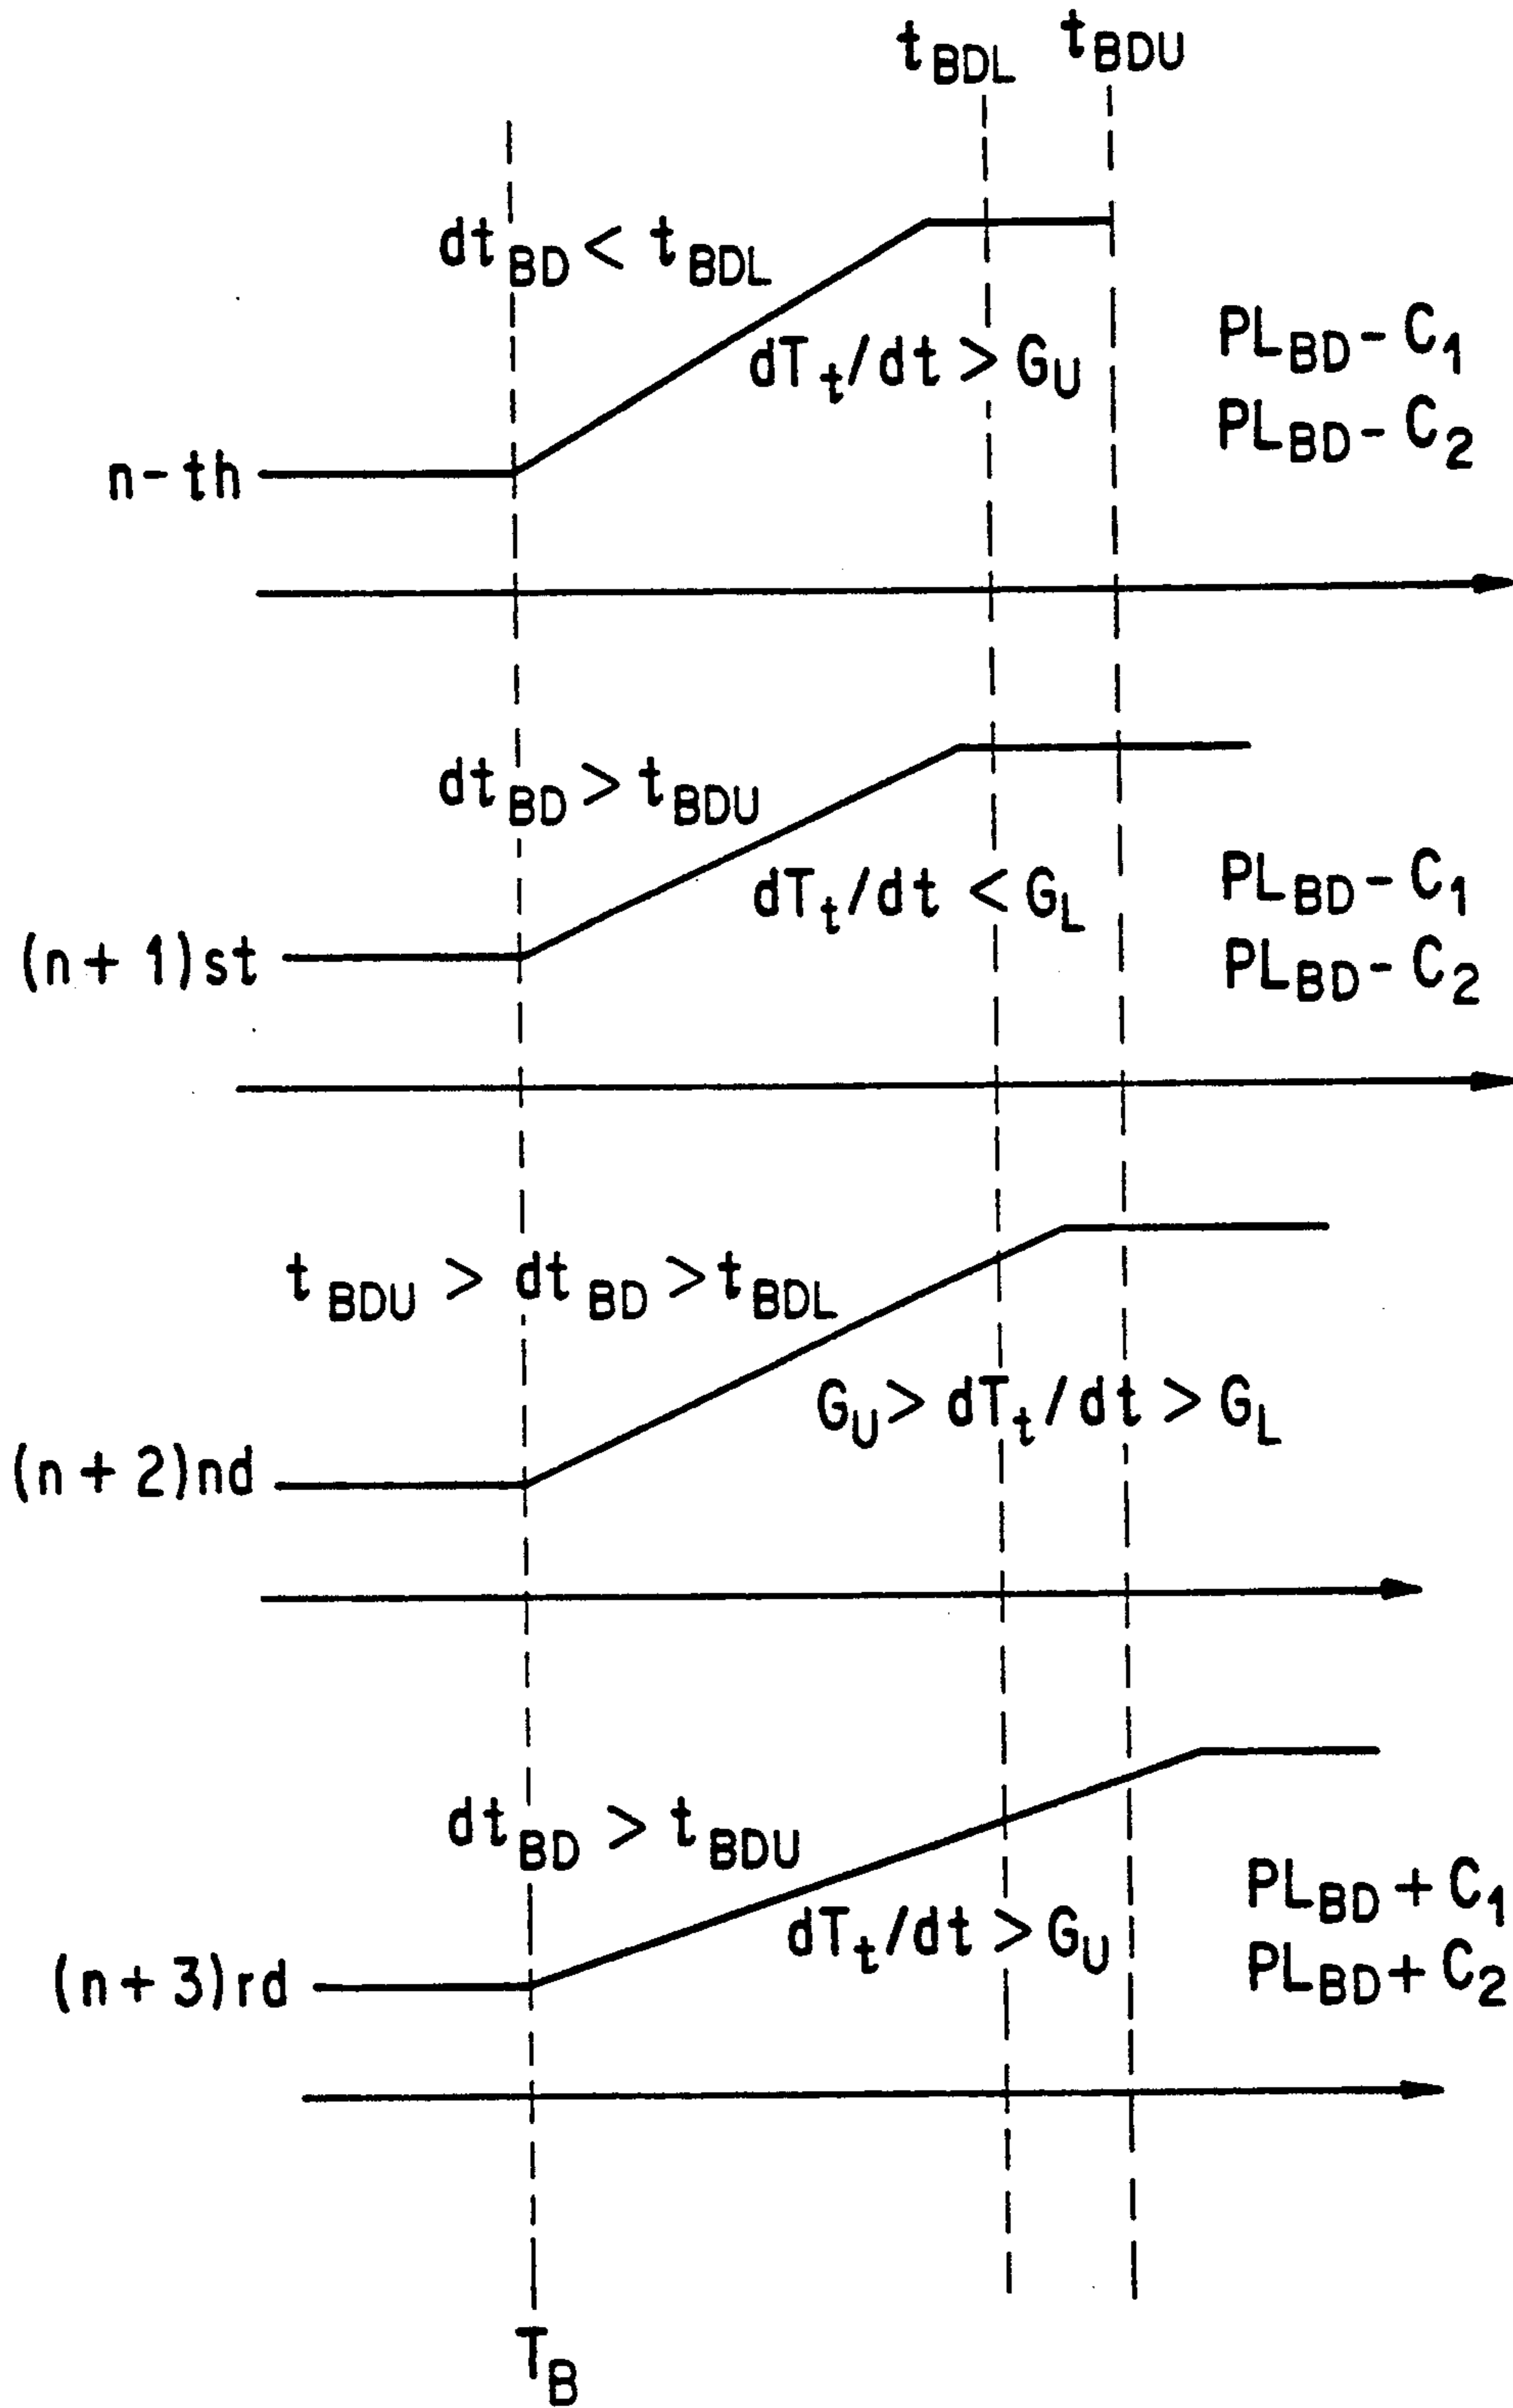 t_BDL t_BDU
dt_BD < t_BDL
dT_t/dt > G_U
PL_BD - C_1
PL_BD - C_2
n-th
dt_BD > t_BDU
dT_t/dt < G_L
PL_BD - C_1
PL_BD - C_2
(n + 1)st
t_BDU > dt_BD > t_BDL
G_U > dT_t/dt > G_L
(n + 2)nd
dt_BD > t_BDU
dT_t/dt > G_U
PL_BD + C_1
PL_BD + C_2
(n + 3)rd
T_B